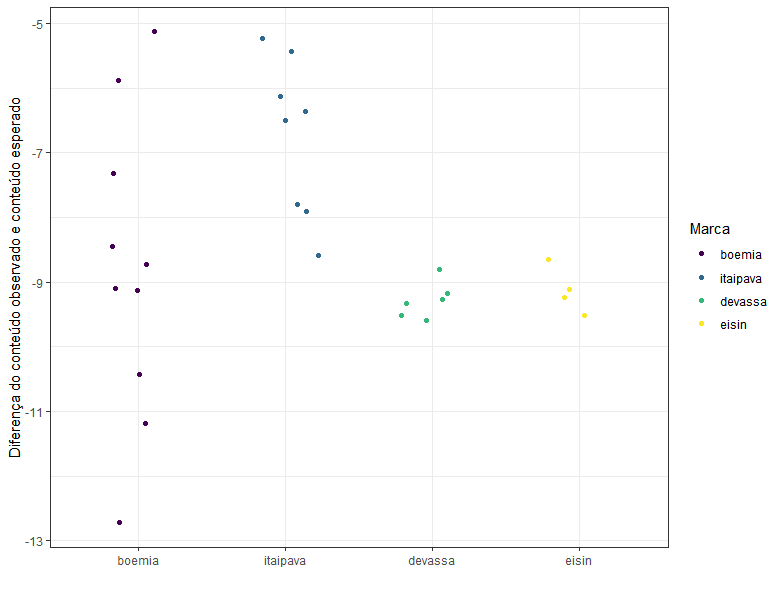 Diferença do conteúdo observado e conteúdo esperado
-5
-7
-9
-11
-13
boemia
itaipava
devassa
eisin
Marca
boemia
itaipava
devassa
eisin